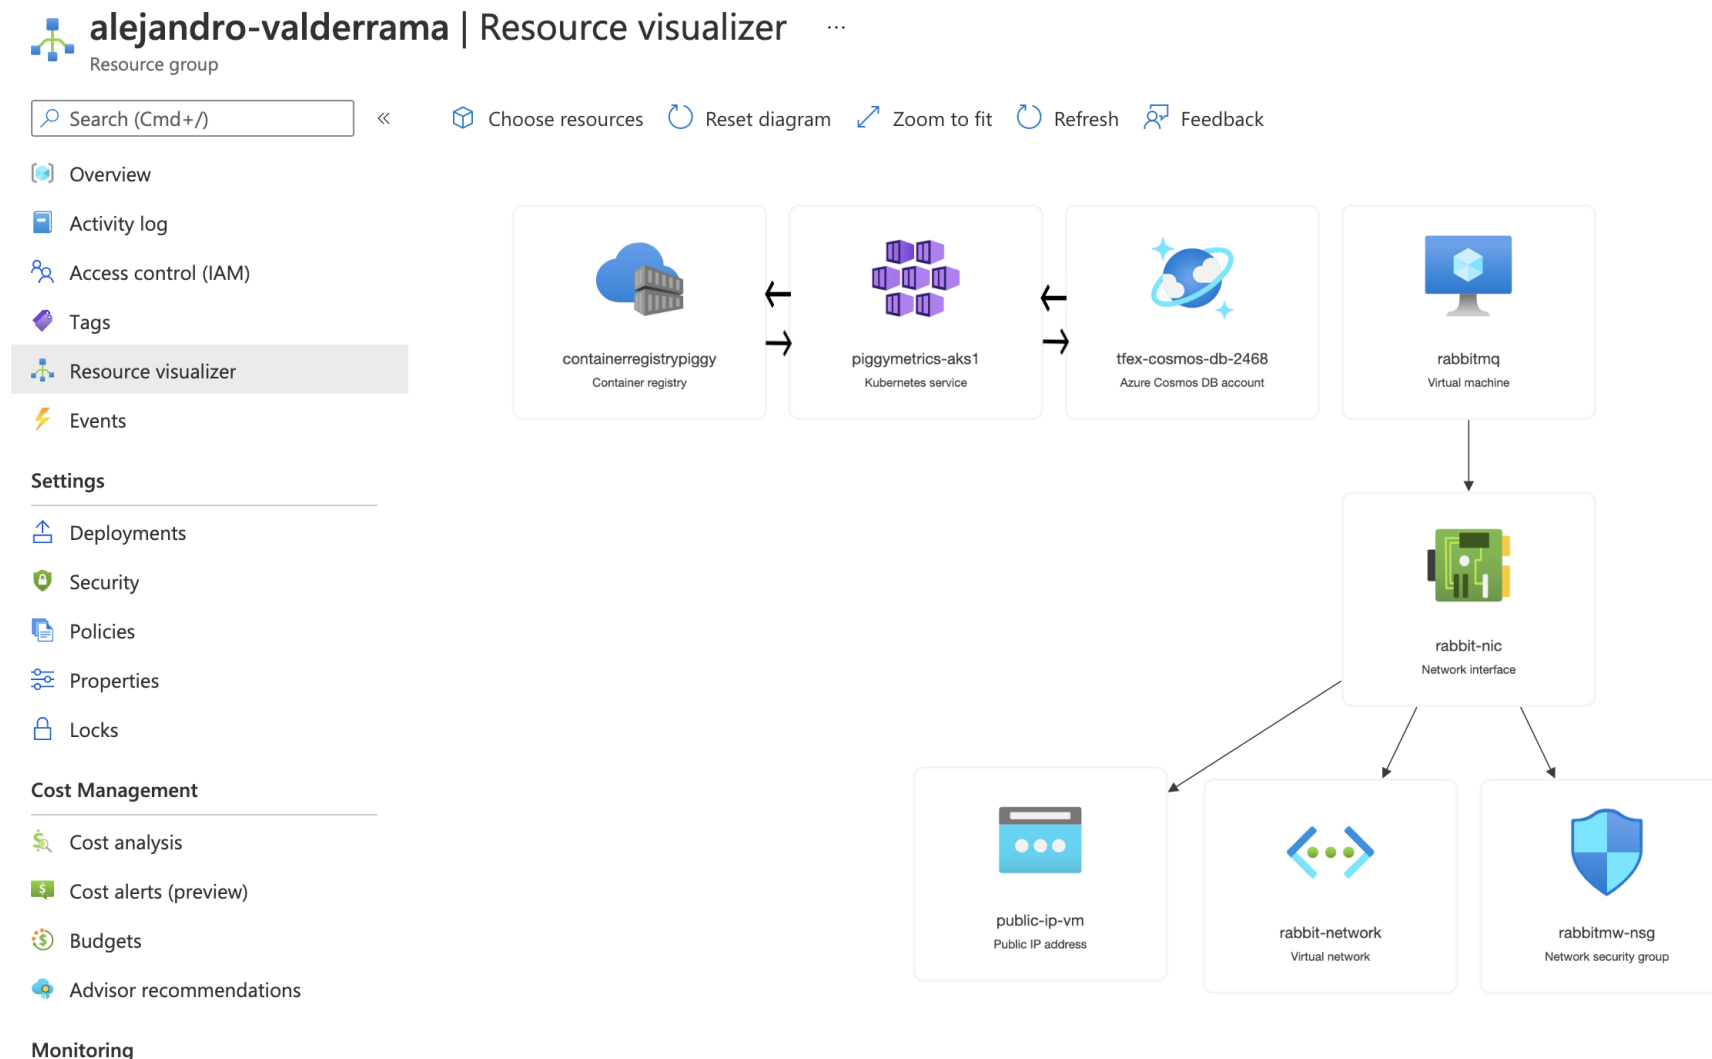 alejandro-valderrama | Resource visualizer ...
Resource group
Search (Cmd+/)
«
Choose resources
Reset diagram
Zoom to fit
Refresh
Feedback
Overview
Activity log
Access control (IAM)
Tags
Resource visualizer
Events
Settings
Deployments
Security
Policies
Properties
Locks
Cost Management
Cost analysis
Cost alerts (preview)
Budgets
Advisor recommendations
Monitoring
containerregistrypiggy
Container registry
piggymetrics-aks1
Kubernetes service
tfex-cosmos-db-2468
Azure Cosmos DB account
rabbitmq
Virtual machine
rabbit-nic
Network interface
public-ip-vm
Public IP address
rabbit-network
Virtual network
rabbitmw-nsg
Network security group